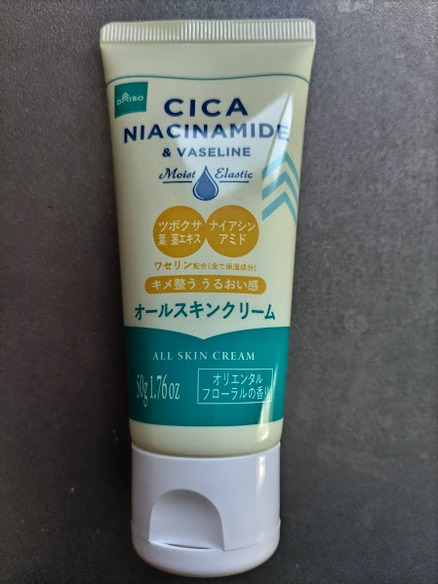 DAISO
CICA
NIACINAMIDE
& VASELINE
Moist Elastic
ツボクサ ナイアシン
葉/茎エキス アミド
ワセリン配合(全て保湿成分)
キメ整う うるおい感
オールスキンクリーム
ALL SKIN CREAM
50g 1.76 oz
オリエンタル
フローラルの香り